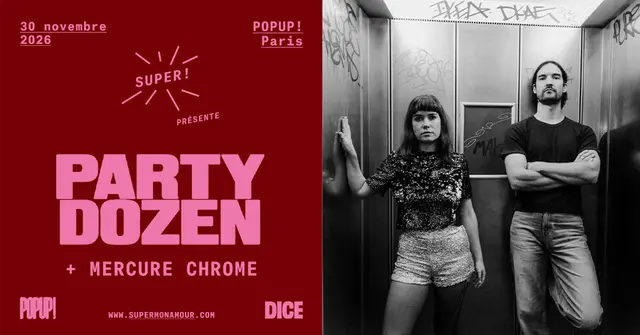 30 novembre
2026
POPUP!
Paris
SUPER!
PRÉSENTE
PARTY
DOZEN
+ MERCURE CHROME
POPUP!
WWW.SUPERMONAMOUR.COM
DICE